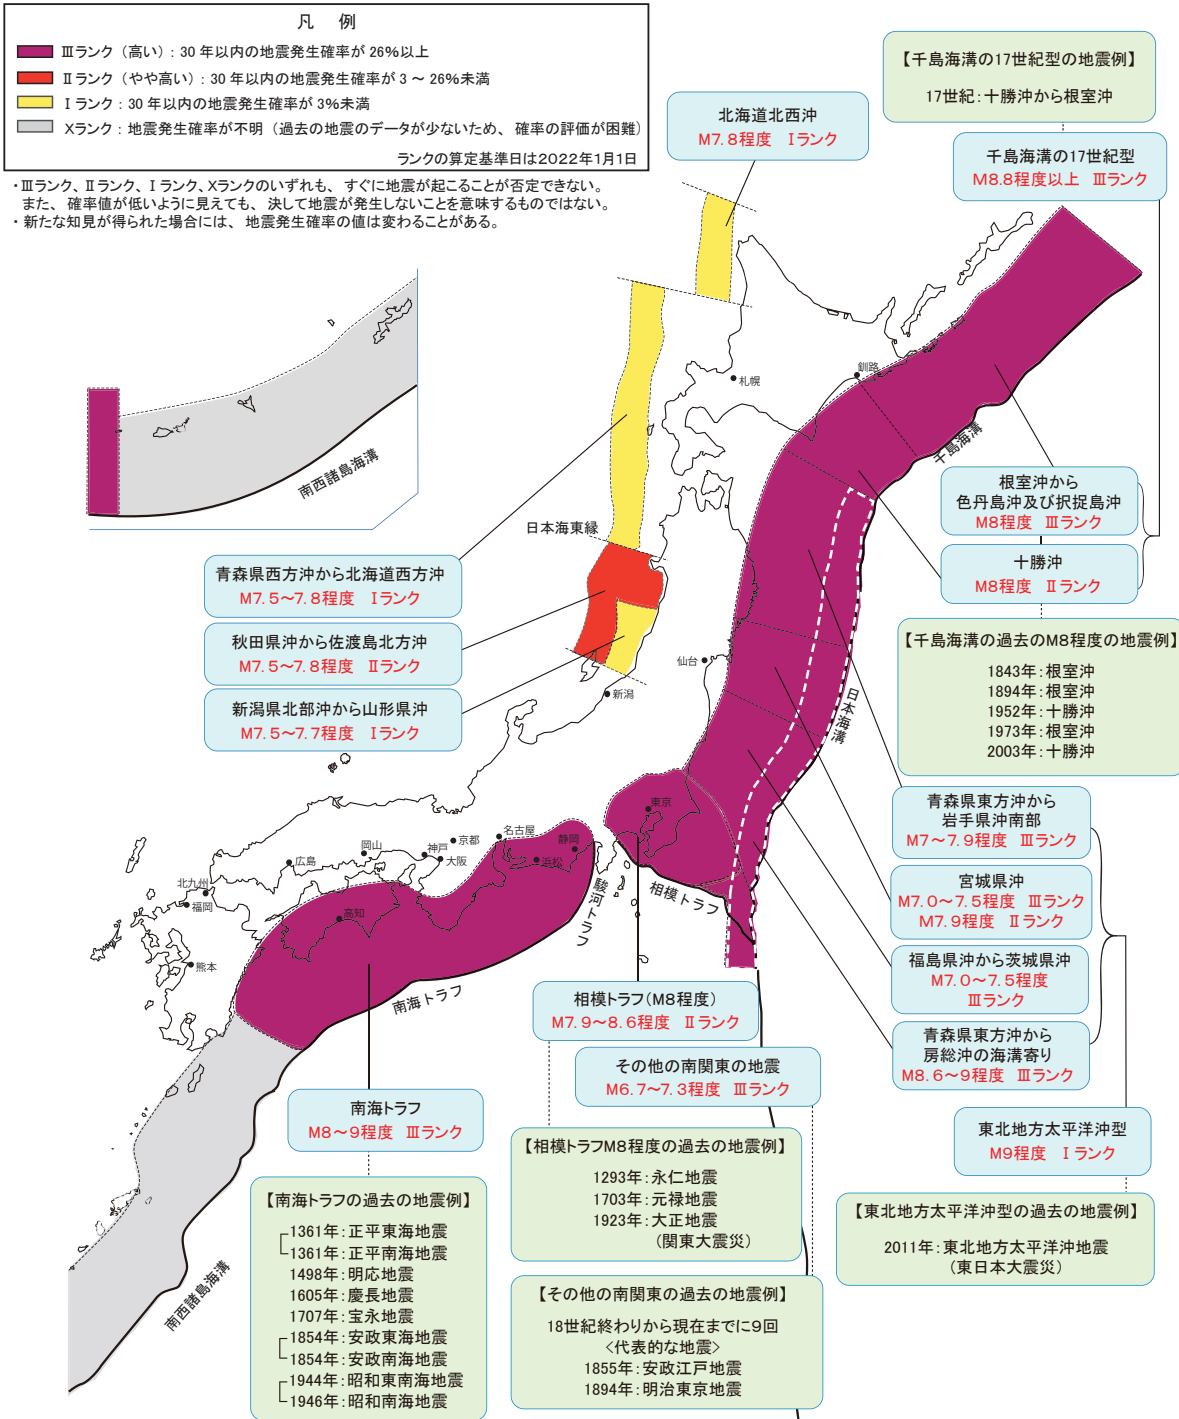 凡 例
Ⅲランク（高い）：30年以内の地震発生確率が26%以上
Ⅱランク（やや高い）：30年以内の地震発生確率が3～26%未満
Ⅰランク：30年以内の地震発生確率が3%未満
Xランク：地震発生確率が不明（過去の地震のデータが少ないため、確率の評価が困難）
ランクの算定基準日は2022年1月1日
・Ⅲランク、Ⅱランク、Ⅰランク、Xランクのいずれも、すぐに地震が起こることが否定できない。
また、確率値が低いように見えても、決して地震が発生しないことを意味するものではない。
・新たな知見が得られた場合には、地震発生確率の値は変わることがある。
【千島海溝の17世紀型の地震例】
17世紀：十勝沖から根室沖
北海道北西沖
M7.8程度 Ⅰランク
千島海溝の17世紀型
M8.8程度以上 Ⅲランク
札幌
釧路
千島海溝
南西諸島海溝
根室沖から
色丹島沖及び択捉島沖
M8程度 Ⅲランク
日本海東縁
十勝沖
M8程度 Ⅱランク
青森県西方沖から北海道西方沖
M7.5～7.8程度 Ⅰランク
秋田県沖から佐渡島北方沖
M7.5～7.8程度 Ⅱランク
新潟県北部沖から山形県沖
M7.5～7.7程度 Ⅰランク
仙台
新潟
日本海溝
【千島海溝の過去のM8程度の地震例】
1843年：根室沖
1894年：根室沖
1952年：十勝沖
1973年：根室沖
2003年：十勝沖
青森県東方沖から
岩手県沖南部
M7～7.9程度 Ⅲランク
宮城県沖
M7.0～7.5程度 Ⅲランク
M7.9程度 Ⅱランク
福島県沖から茨城県沖
M7.0～7.5程度
Ⅲランク
青森県東方沖から
房総沖の海溝寄り
M8.6～9程度 Ⅲランク
東京
名古屋
静岡
京都
岡山
神戸
大阪
浜松
広島
北九州
福岡
高知
熊本
駿河トラフ
相模トラフ
南海トラフ
相模トラフ（M8程度）
M7.9～8.6程度 Ⅱランク
その他の南関東の地震
M6.7～7.3程度 Ⅲランク
南海トラフ
M8～9程度 Ⅲランク
東北地方太平洋沖型
M9程度 Ⅰランク
【相模トラフM8程度の過去の地震例】
1293年：永仁地震
1703年：元禄地震
1923年：大正地震
（関東大震災）
【南海トラフの過去の地震例】
1361年：正平東海地震
1361年：正平南海地震
1498年：明応地震
1605年：慶長地震
1707年：宝永地震
1854年：安政東海地震
1854年：安政南海地震
1944年：昭和東南海地震
1946年：昭和南海地震
【東北地方太平洋沖型の過去の地震例】
2011年：東北地方太平洋沖地震
（東日本大震災）
【その他の南関東の過去の地震例】
18世紀終わりから現在までに9回
＜代表的な地震＞
1855年：安政江戸地震
1894年：明治東京地震
南西諸島海溝